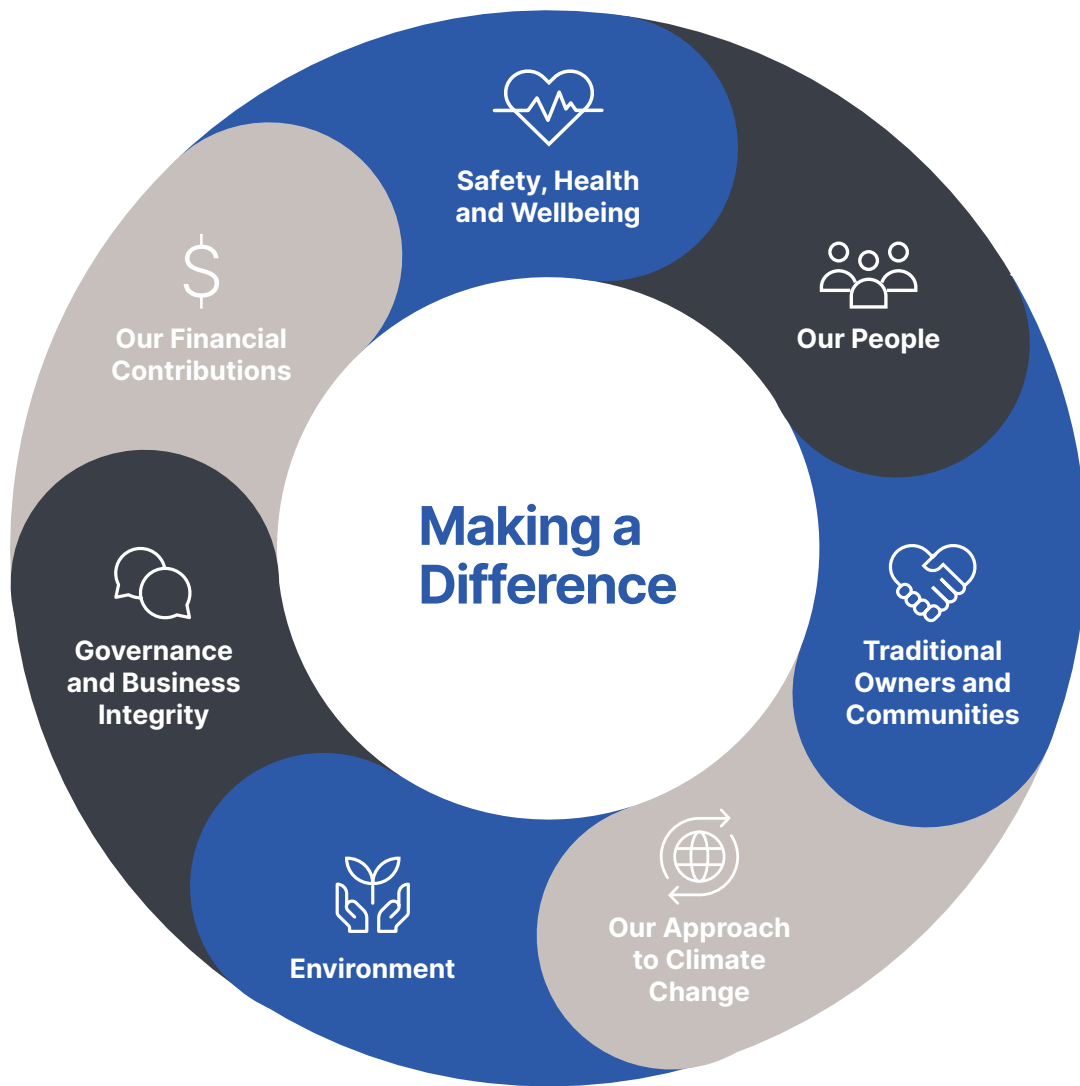 Safety, Health
and Wellbeing
Our People
Traditional
Owners and
Communities
Our Approach
to Climate
Change
Environment
Governance
and Business
Integrity
$
Our Financial
Contributions
Making a
Difference